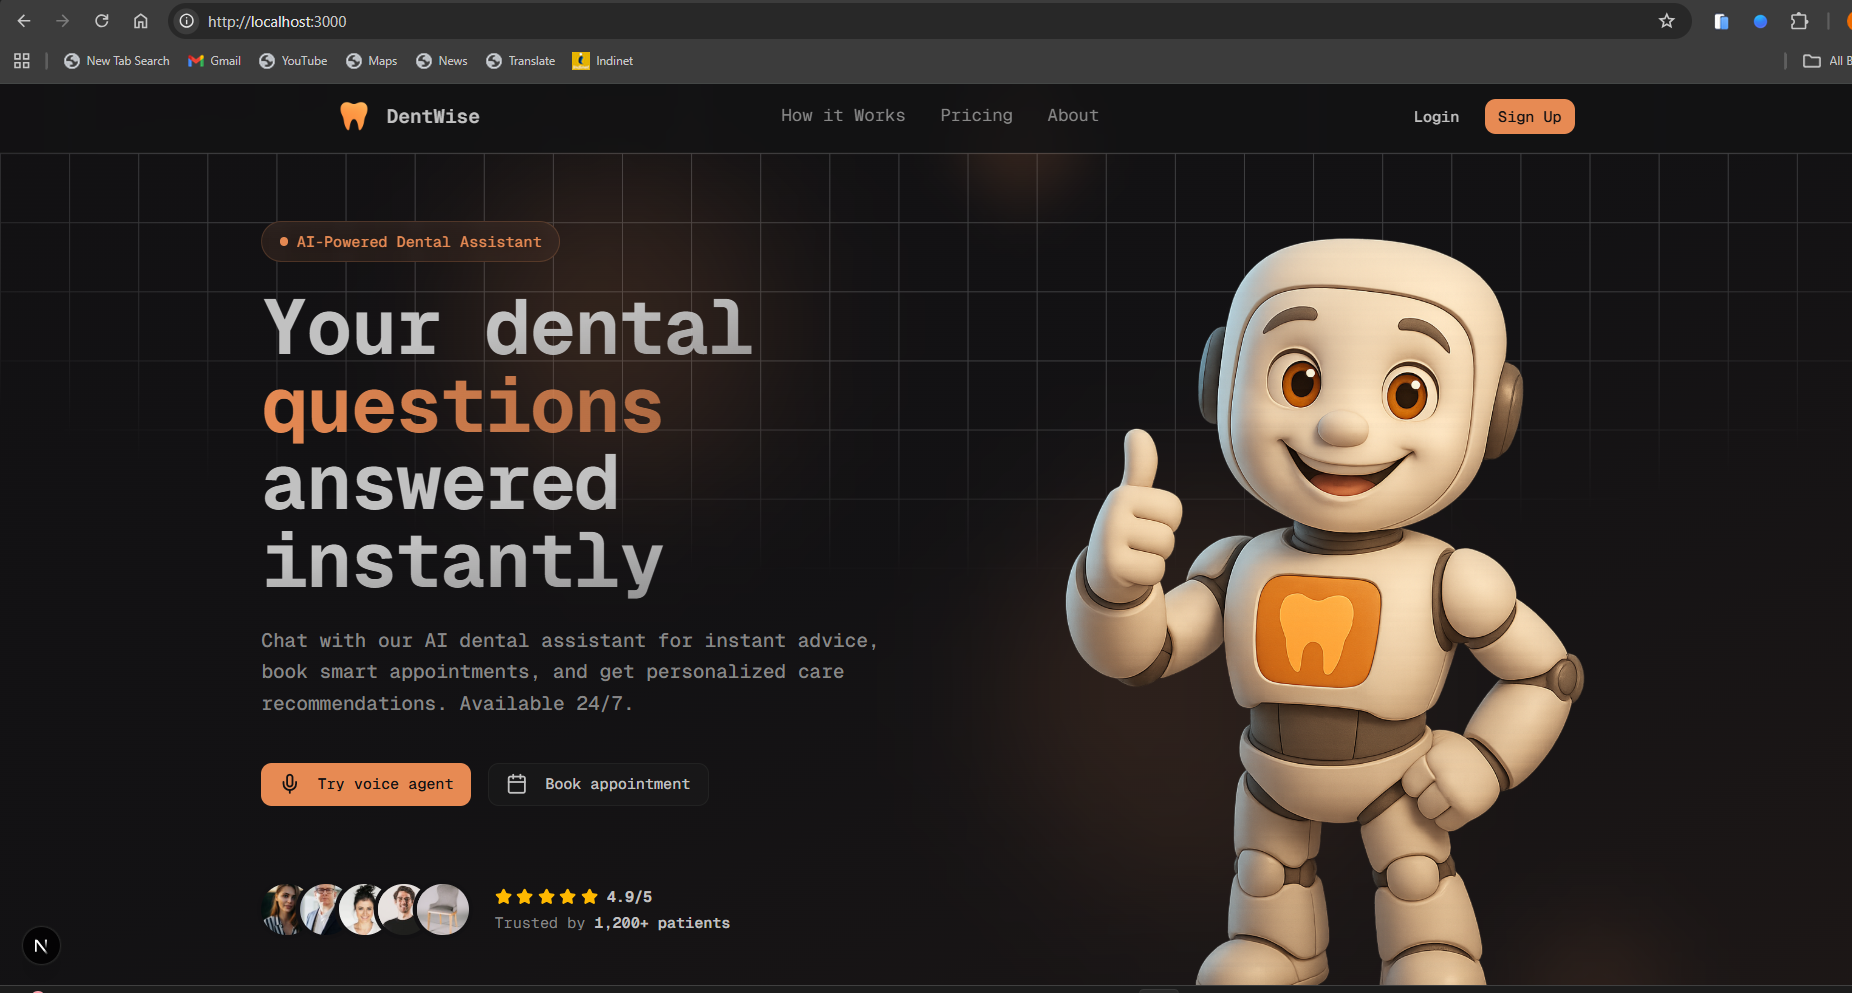 http://localhost:3000
New Tab Search Gmail YouTube Maps News Translate Indinet All B
DentWise How it Works Pricing About Login Sign Up
AI-Powered Dental Assistant
Your dental
questions
answered
instantly
Chat with our AI dental assistant for instant advice,
book smart appointments, and get personalized care
recommendations. Available 24/7.
Try voice agent Book appointment
4.9/5
Trusted by 1,200+ patients
N